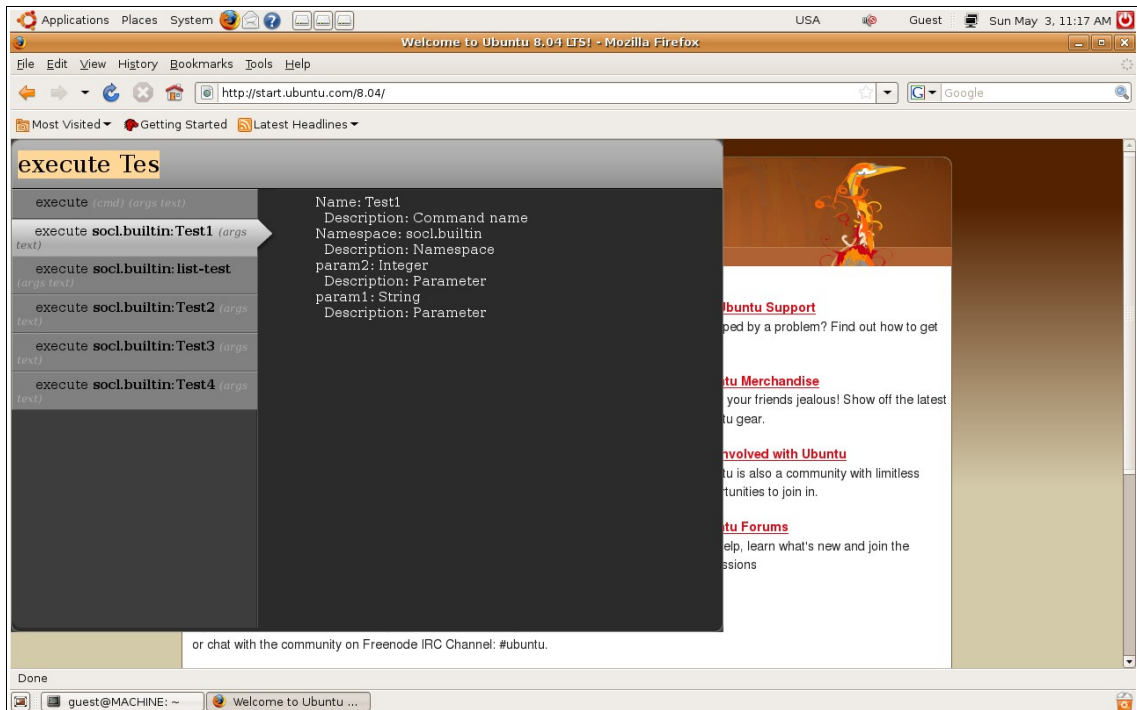 Applications Places System USA Guest Sun May 3, 11:17 AM
Welcome to Ubuntu 8.04 LTS! - Mozilla Firefox
File Edit View History Bookmarks Tools Help
http://start.ubuntu.com/8.04/ Google
Most Visited Getting Started Latest Headlines
execute Tes
execute (cmd) (args text)
execute socl.builtin:Test1 (args
text)
execute socl.builtin:list-test
(args text)
execute socl.builtin:Test2 (args
text)
execute socl.builtin:Test3 (args
text)
execute socl.builtin:Test4 (args
text)
Name: Test1
Description: Command name
Namespace: socl.builtin
Description: Namespace
param2: Integer
Description: Parameter
param1: String
Description: Parameter
Ubuntu Support
ped by a problem? Find out how to get
tu Merchandise
your friends jealous! Show off the latest
tu gear.
nvolved with Ubuntu
tu is also a community with limitless
rtunities to join in.
tu Forums
elp, learn what's new and join the
ssions
or chat with the community on Freenode IRC Channel: #ubuntu.
Done
guest@MACHINE: ~ Welcome to Ubuntu ...